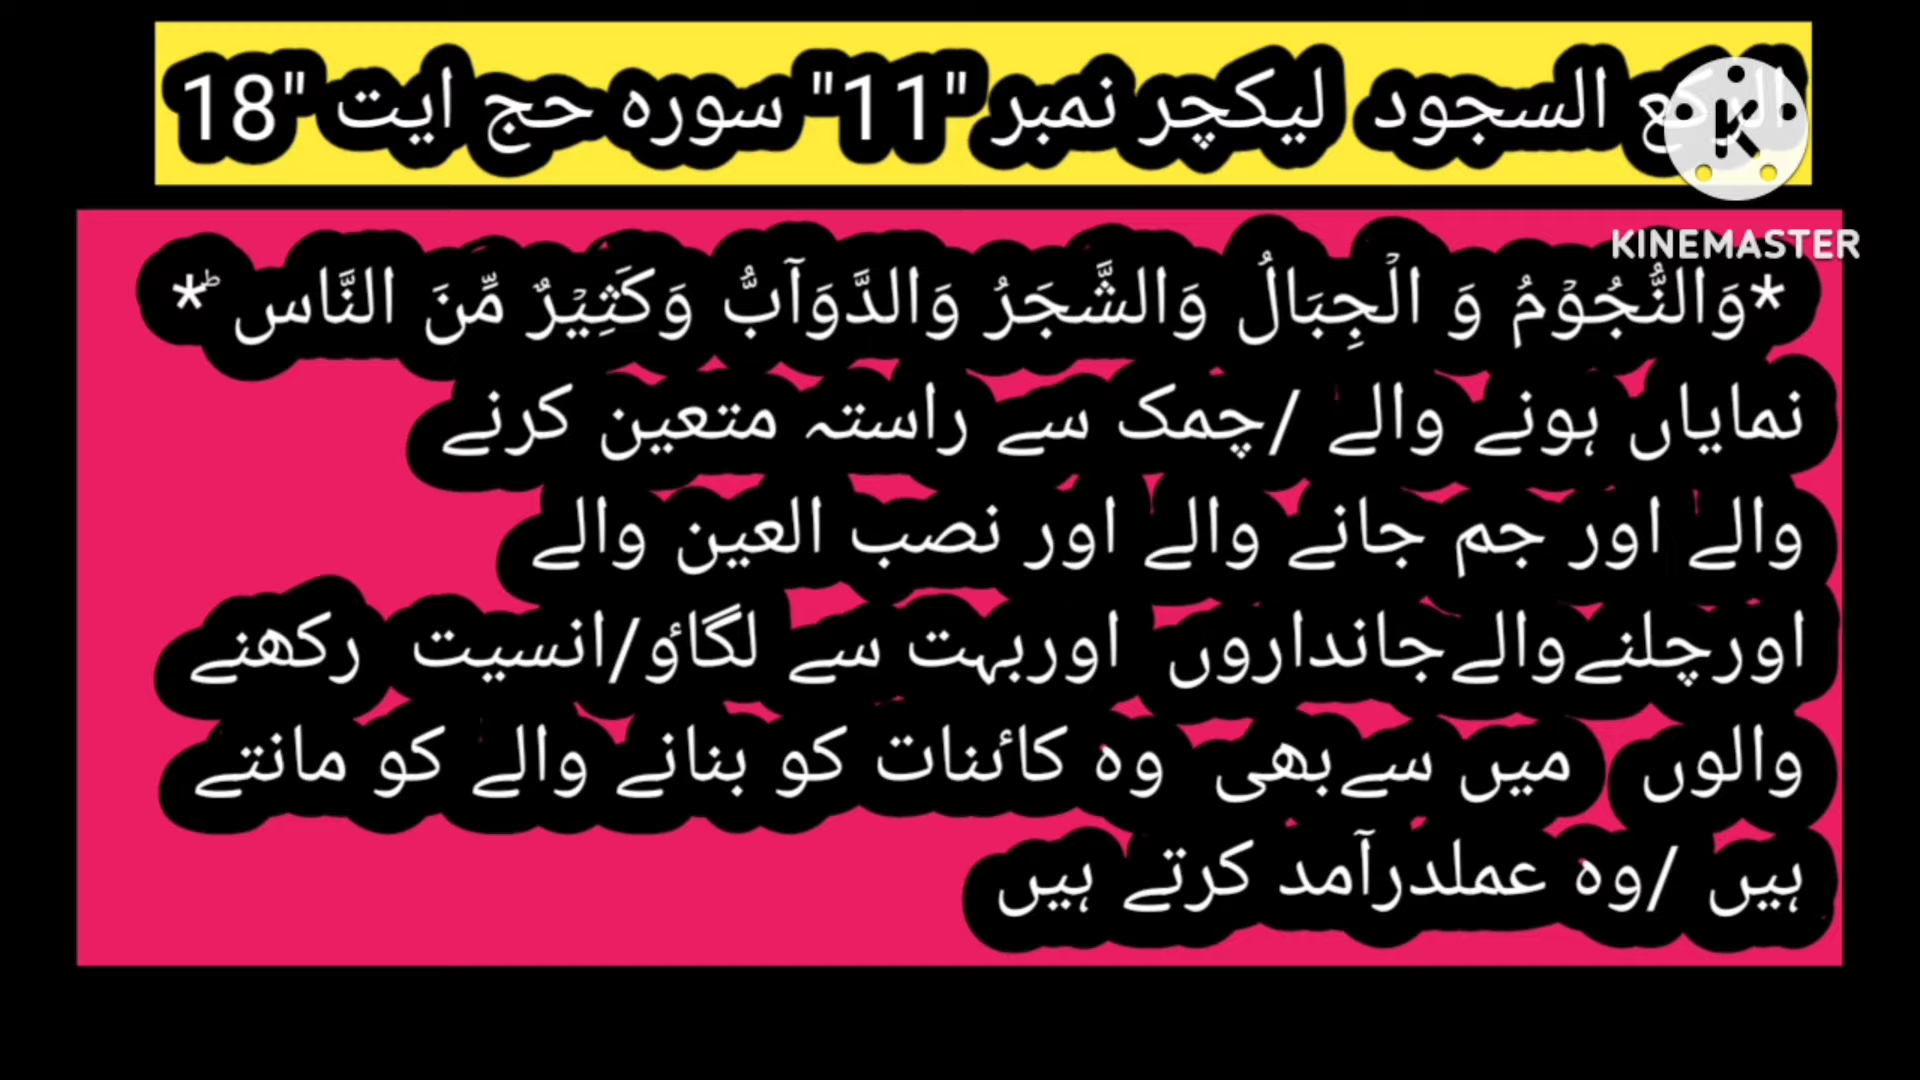 الرکع السجود لیکچر نمبر "11" سورہ حج ایت "18
KINEMASTER
*وَالنُّجُوۡمُ وَ الۡجِبَالُ وَالشَّجَرُ وَالدَّوَآبُّ وَكَثِيۡرٌ مِّنَ النَّاسِ ؕ*
نمایاں ہونے والے /چمک سے راستہ متعین کرنے
والے اور جم جانے والے اور نصب العین والے
اورچلنےوالےجانداروں اوربہت سے لگاؤ/انسیت رکھنے
والوں میں سےبھی وہ کائنات کو بنانے والے کو مانتے
ہیں /وہ عملدرآمد کرتے ہیں